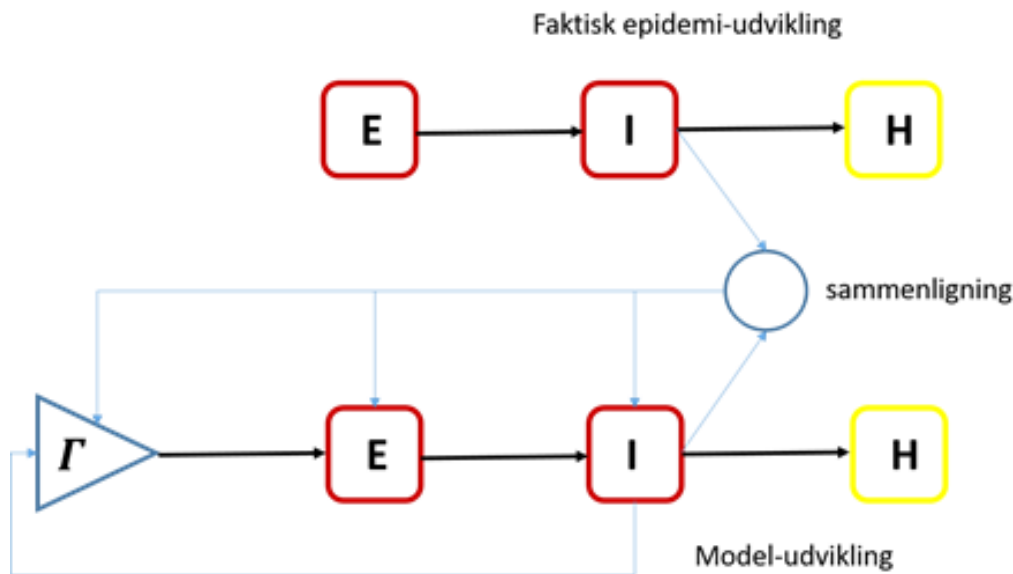 Faktisk epidemi-udvikling
E I H
sammenligning
Γ E I H
Model-udvikling